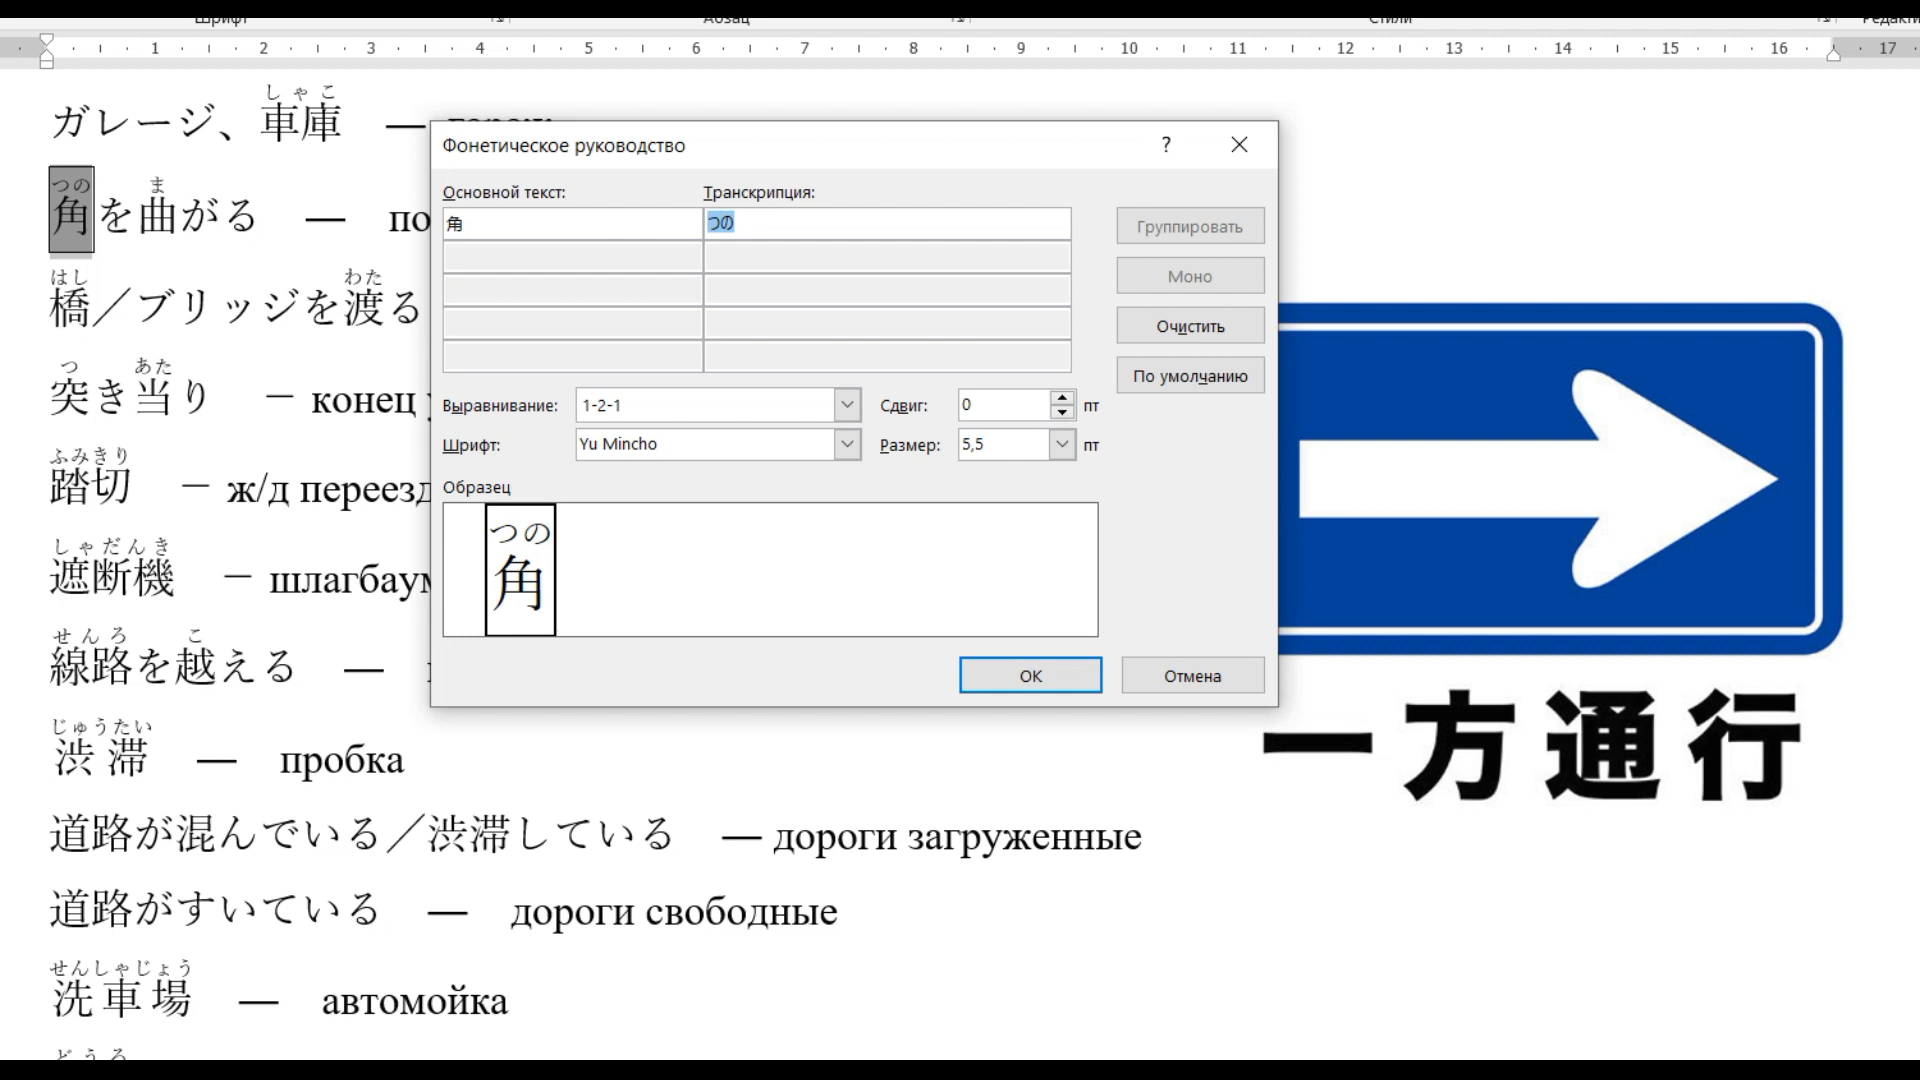 Шрифт Абзац Стили
1 2 3 4 5 6 7 8 9 10 11 12 13 14 15 16 17
しゃこ
ガレージ、車庫 —
つの ま
角を曲がる — по
はし わた
橋／ブリッジを渡る
つ あた
突き当り — конец
ふみきり
踏切 — ж/д переезд
しゃだんき
遮断機 — шлагбаум
せんろ こ
線路を越える —
じゅうたい
渋滞 — пробка
道路が混んでいる／渋滞している — дороги загруженные
道路がすいている — дороги свободные
せんしゃじょう
洗車場 — автомойка
どうろ
Фонетическое руководство ?
Основной текст: Транскрипция:
角 つの
Группировать
Моно
Очистить
По умолчанию
Выравнивание: 1-2-1 Сдвиг: 0 пт
Шрифт: Yu Mincho Размер: 5,5 пт
Образец
つの
角
OK Отмена
一方通行